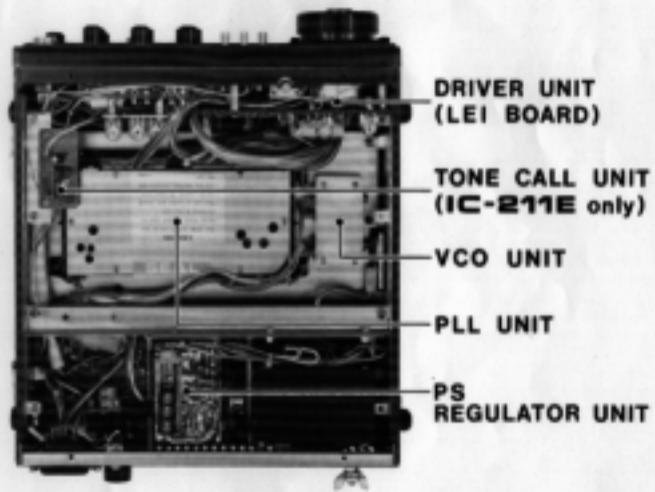 DRIVER UNIT
(LEI BOARD)
TONE CALL UNIT
(IC-211E only)
VCO UNIT
PLL UNIT
PS
REGULATOR UNIT